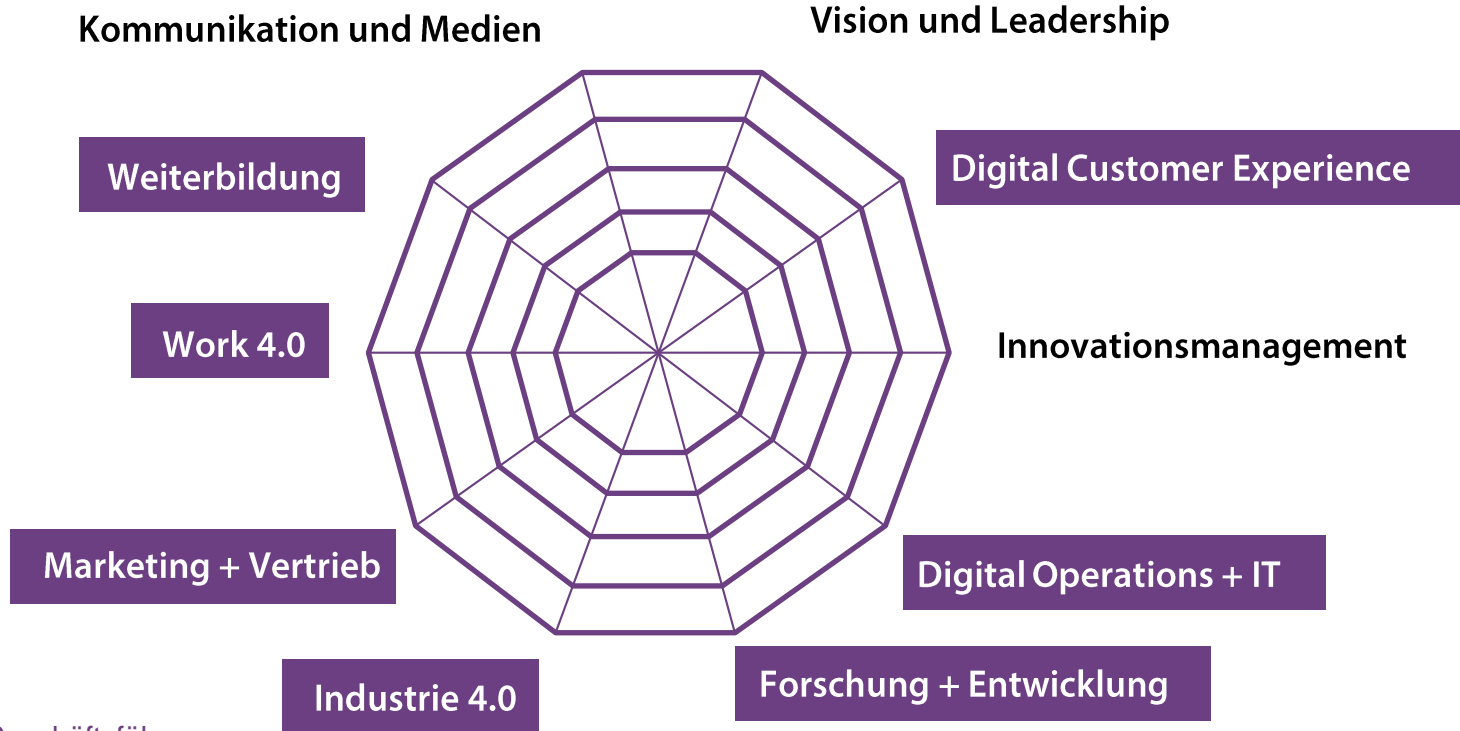 Kommunikation und Medien
Vision und Leadership
Weiterbildung
Digital Customer Experience
Work 4.0
Innovationsmanagement
Marketing + Vertrieb
Digital Operations + IT
Industrie 4.0
Forschung + Entwicklung